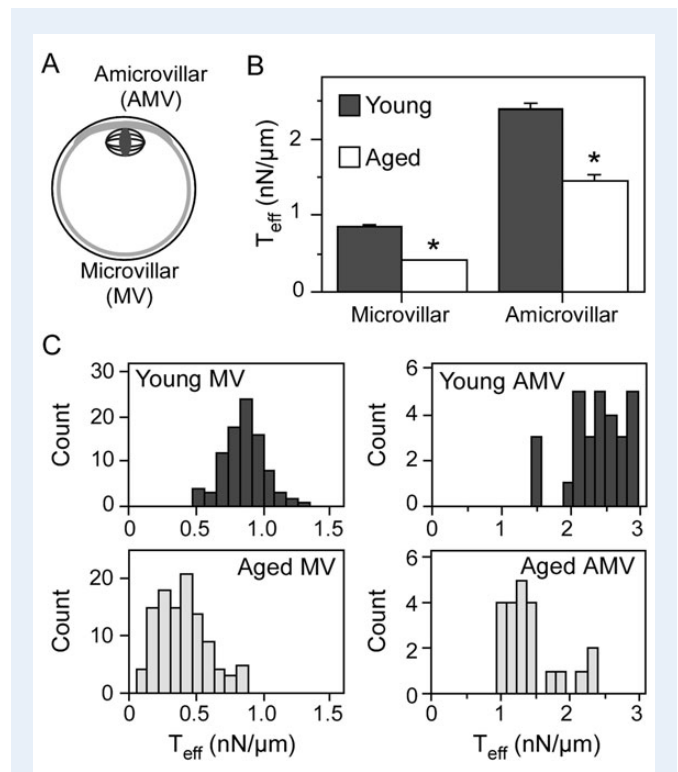 A
Amicrovillar
(AMV)
Microvillar
(MV)
B
Young
Aged
T_eff (nN/μm)
2
1
0
*
*
Microvillar
Amicrovillar
C
Young MV
Count
30
20
10
0
0 0.5 1.0 1.5
Young AMV
Count
6
4
2
0
0 1 2 3
Aged MV
Count
20
10
0
0 0.5 1.0 1.5
T_eff (nN/μm)
Aged AMV
Count
6
4
2
0
0 1 2 3
T_eff (nN/μm)